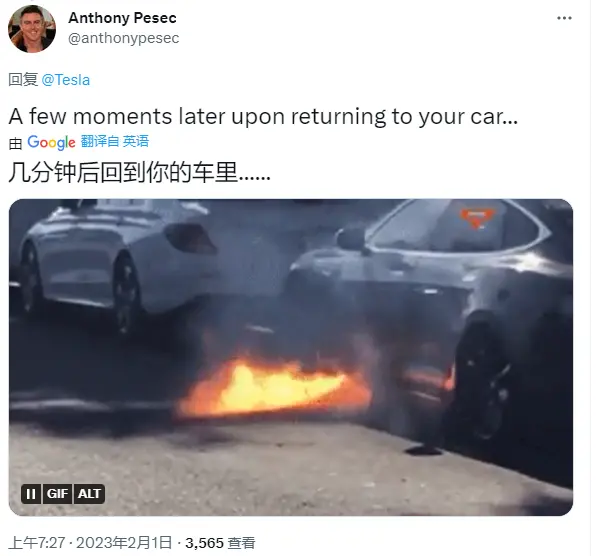 Anthony Pesec
@anthonypesec
回复 @Tesla
A few moments later upon returning to your car...
由 Google 翻译自 英语
几分钟后回到你的车里......
GIF ALT
上午7:27 · 2023年2月1日 · 3,565 查看